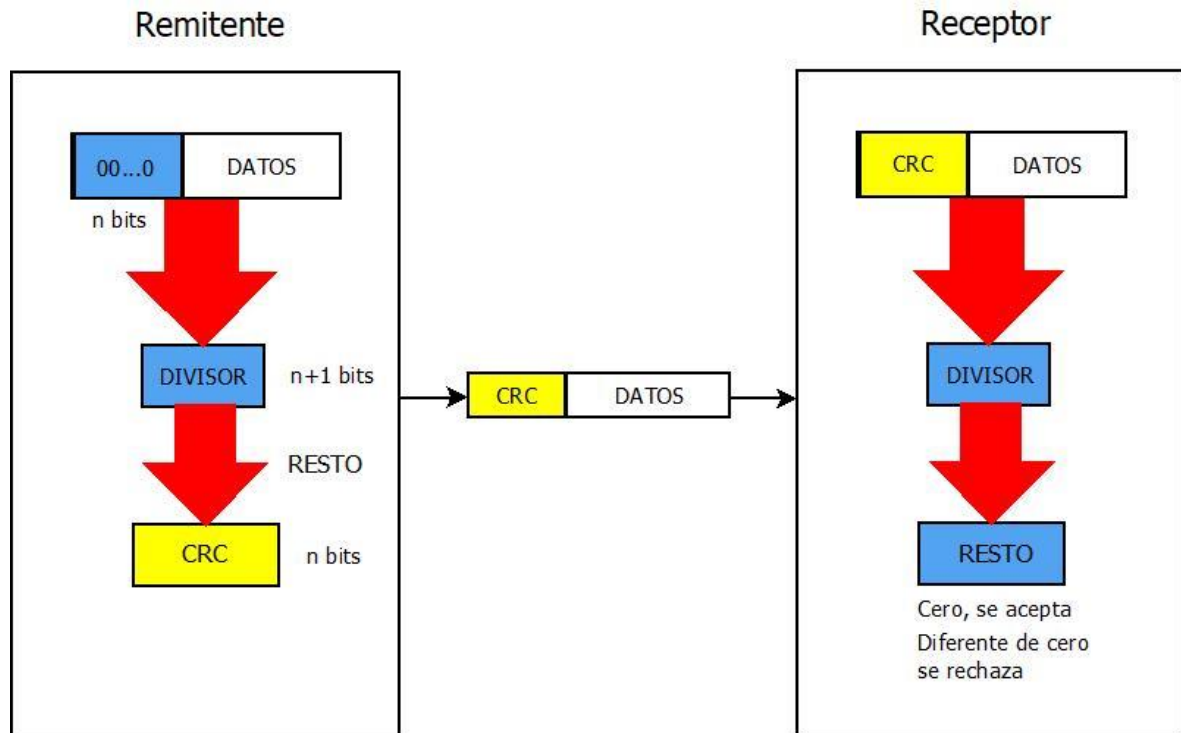 Remitente
00...0
DATOS
n bits
DIVISOR
n+1 bits
RESTO
CRC
n bits
CRC
DATOS
Receptor
CRC
DATOS
DIVISOR
RESTO
Cero, se acepta
Diferente de cero
se rechaza